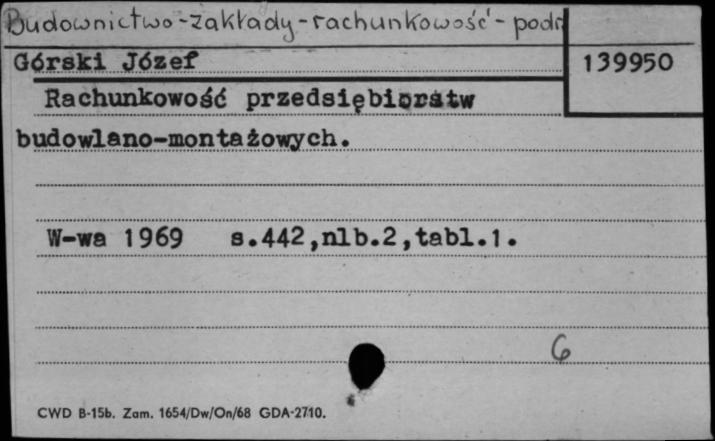 Budownictwo-zakłady-rachunkowość-podr
Górski Józef
139950
Rachunkowość przedsiębiorstw
budowlano-montażowych.
W-wa 1969 s.442,nlb.2,tabl.1.
6
CWD B-15b. Zam. 1654/Dw/On/68 GDA-2710.